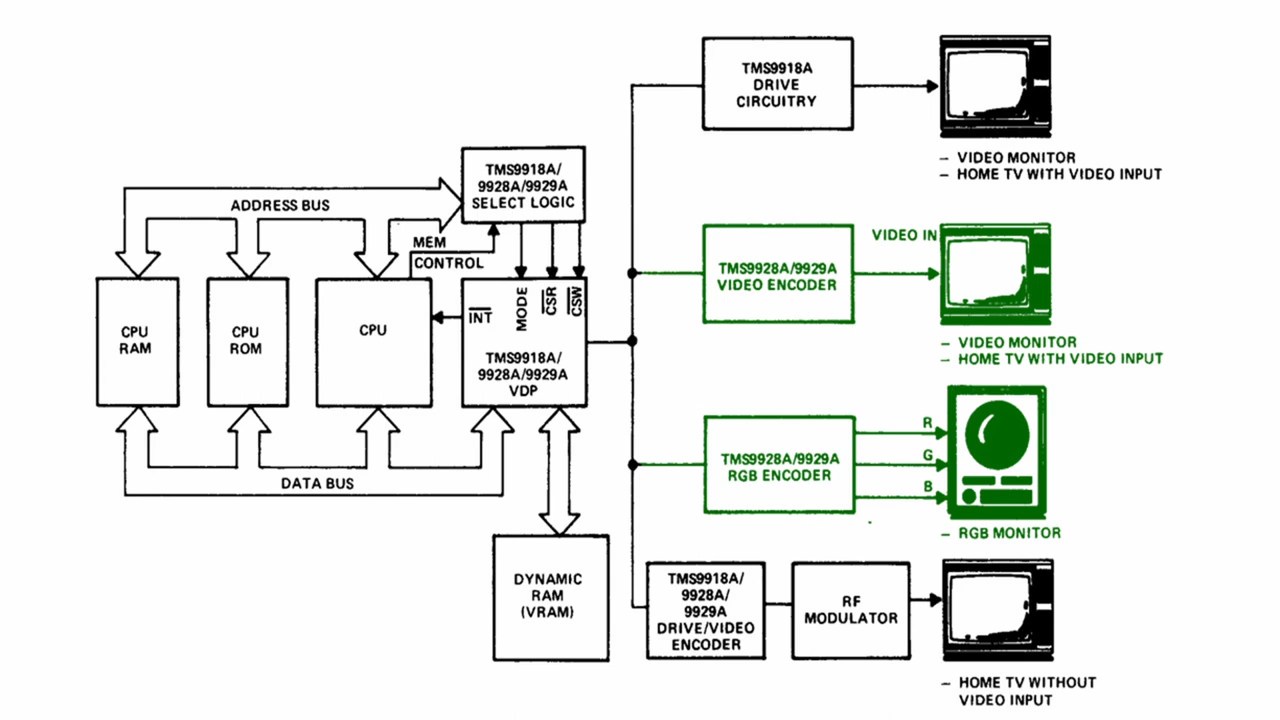 TMS9918A
DRIVE
CIRCUITRY
– VIDEO MONITOR
– HOME TV WITH VIDEO INPUT
TMS9918A/
9928A/9929A
SELECT LOGIC
ADDRESS BUS
MEM
CONTROL
VIDEO IN
TMS9928A/9929A
VIDEO ENCODER
– VIDEO MONITOR
– HOME TV WITH VIDEO INPUT
CPU
RAM
CPU
ROM
CPU
INT
MODE
CSR
CSW
TMS9918A/
9928A/9929A
VDP
DATA BUS
TMS9928A/9929A
RGB ENCODER
R
G
B
– RGB MONITOR
DYNAMIC
RAM
(VRAM)
TMS9918A/
9928A/
9929A
DRIVE/VIDEO
ENCODER
RF
MODULATOR
– HOME TV WITHOUT
VIDEO INPUT